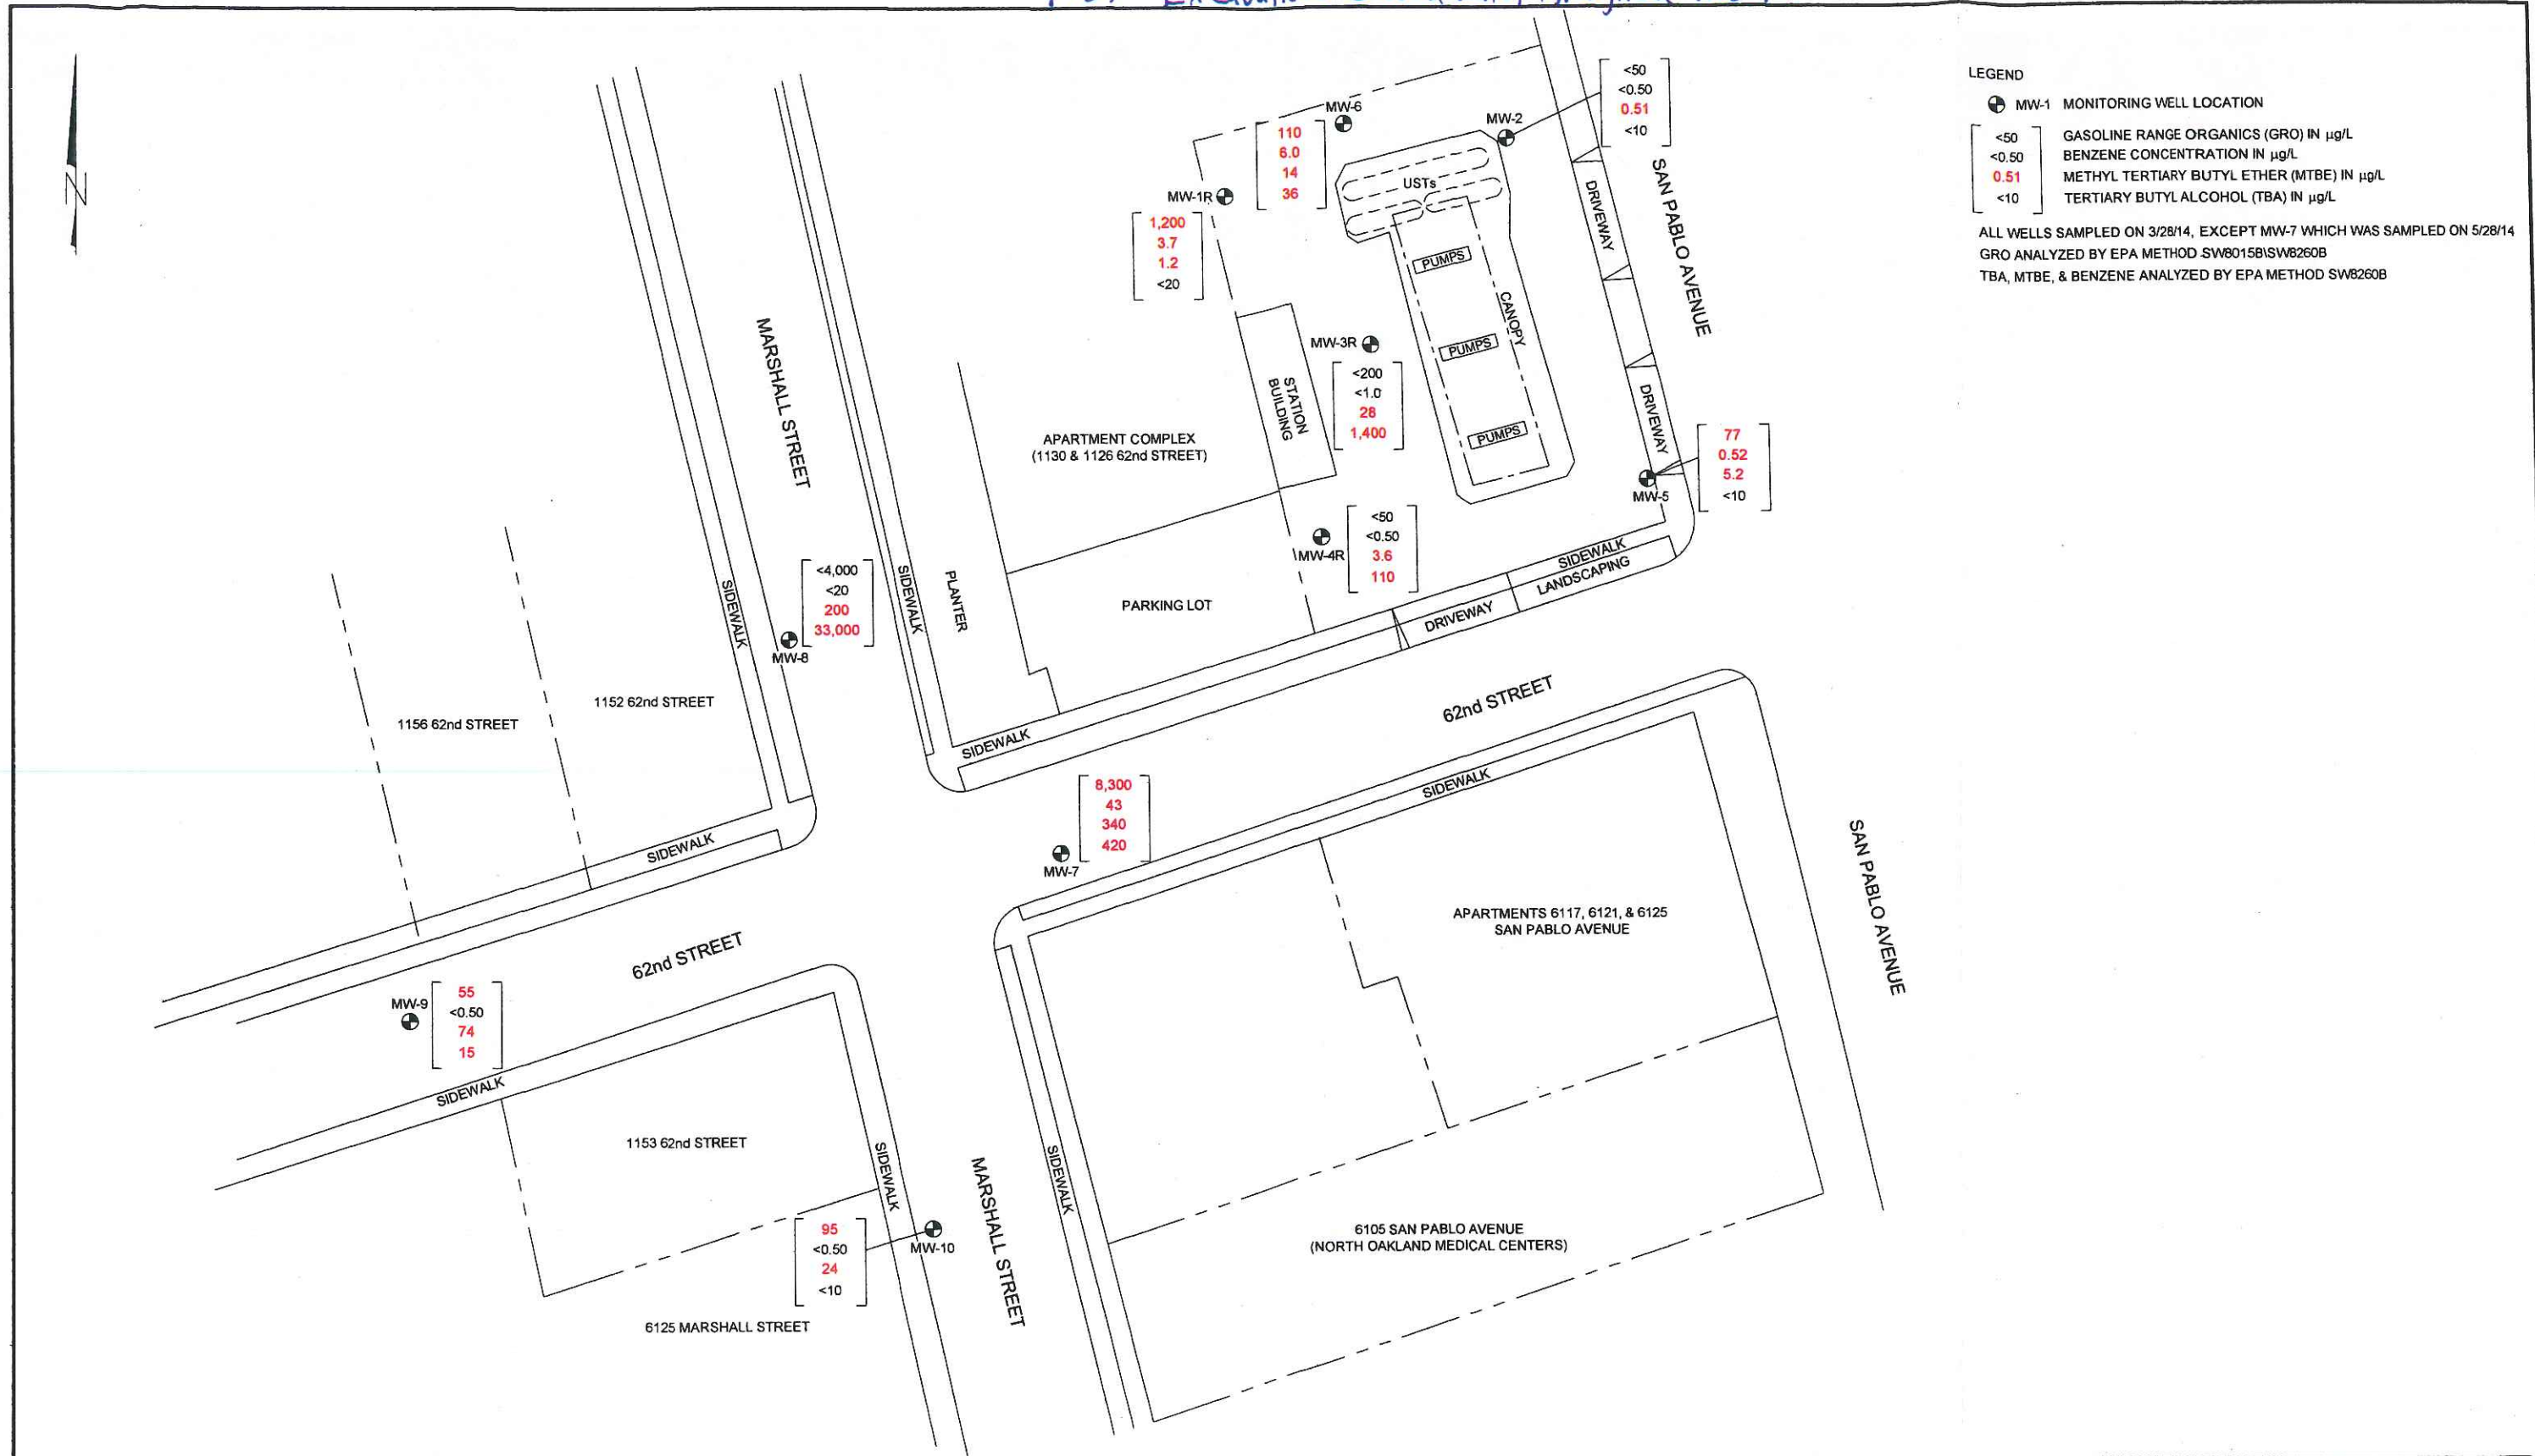 Excavatio
N
LEGEND
MW-1 MONITORING WELL LOCATION
<50 GASOLINE RANGE ORGANICS (GRO) IN µg/L
<0.50 BENZENE CONCENTRATION IN µg/L
0.51 METHYL TERTIARY BUTYL ETHER (MTBE) IN µg/L
<10 TERTIARY BUTYL ALCOHOL (TBA) IN µg/L
ALL WELLS SAMPLED ON 3/28/14, EXCEPT MW-7 WHICH WAS SAMPLED ON 5/28/14
GRO ANALYZED BY EPA METHOD SW8015B\SW8260B
TBA, MTBE, & BENZENE ANALYZED BY EPA METHOD SW8260B
MW-6
110
6.0
14
36
MW-2
<50
<0.50
0.51
<10
MW-1R
1,200
3.7
1.2
<20
USTs
PUMPS
CANOPY
PUMPS
PUMPS
DRIVEWAY
SAN PABLO AVENUE
DRIVEWAY
MW-3R
<200
<1.0
28
1,400
STATION
BUILDING
MARSHALL STREET
APARTMENT COMPLEX
(1130 & 1126 62nd STREET)
77
0.52
5.2
<10
MW-5
<50
<0.50
3.6
110
MW-4R
SIDEWALK
LANDSCAPING
DRIVEWAY
PARKING LOT
PLANTER
SIDEWALK
SIDEWALK
<4,000
<20
200
33,000
MW-8
1152 62nd STREET
1156 62nd STREET
62nd STREET
SIDEWALK
SIDEWALK
8,300
43
340
420
MW-7
SIDEWALK
SAN PABLO AVENUE
APARTMENTS 6117, 6121, & 6125
SAN PABLO AVENUE
62nd STREET
MW-9
55
<0.50
74
15
SIDEWALK
1153 62nd STREET
SIDEWALK
MARSHALL STREET
SIDEWALK
95
<0.50
24
<10
MW-10
6105 SAN PABLO AVENUE
(NORTH OAKLAND MEDICAL CENTERS)
6125 MARSHALL STREET